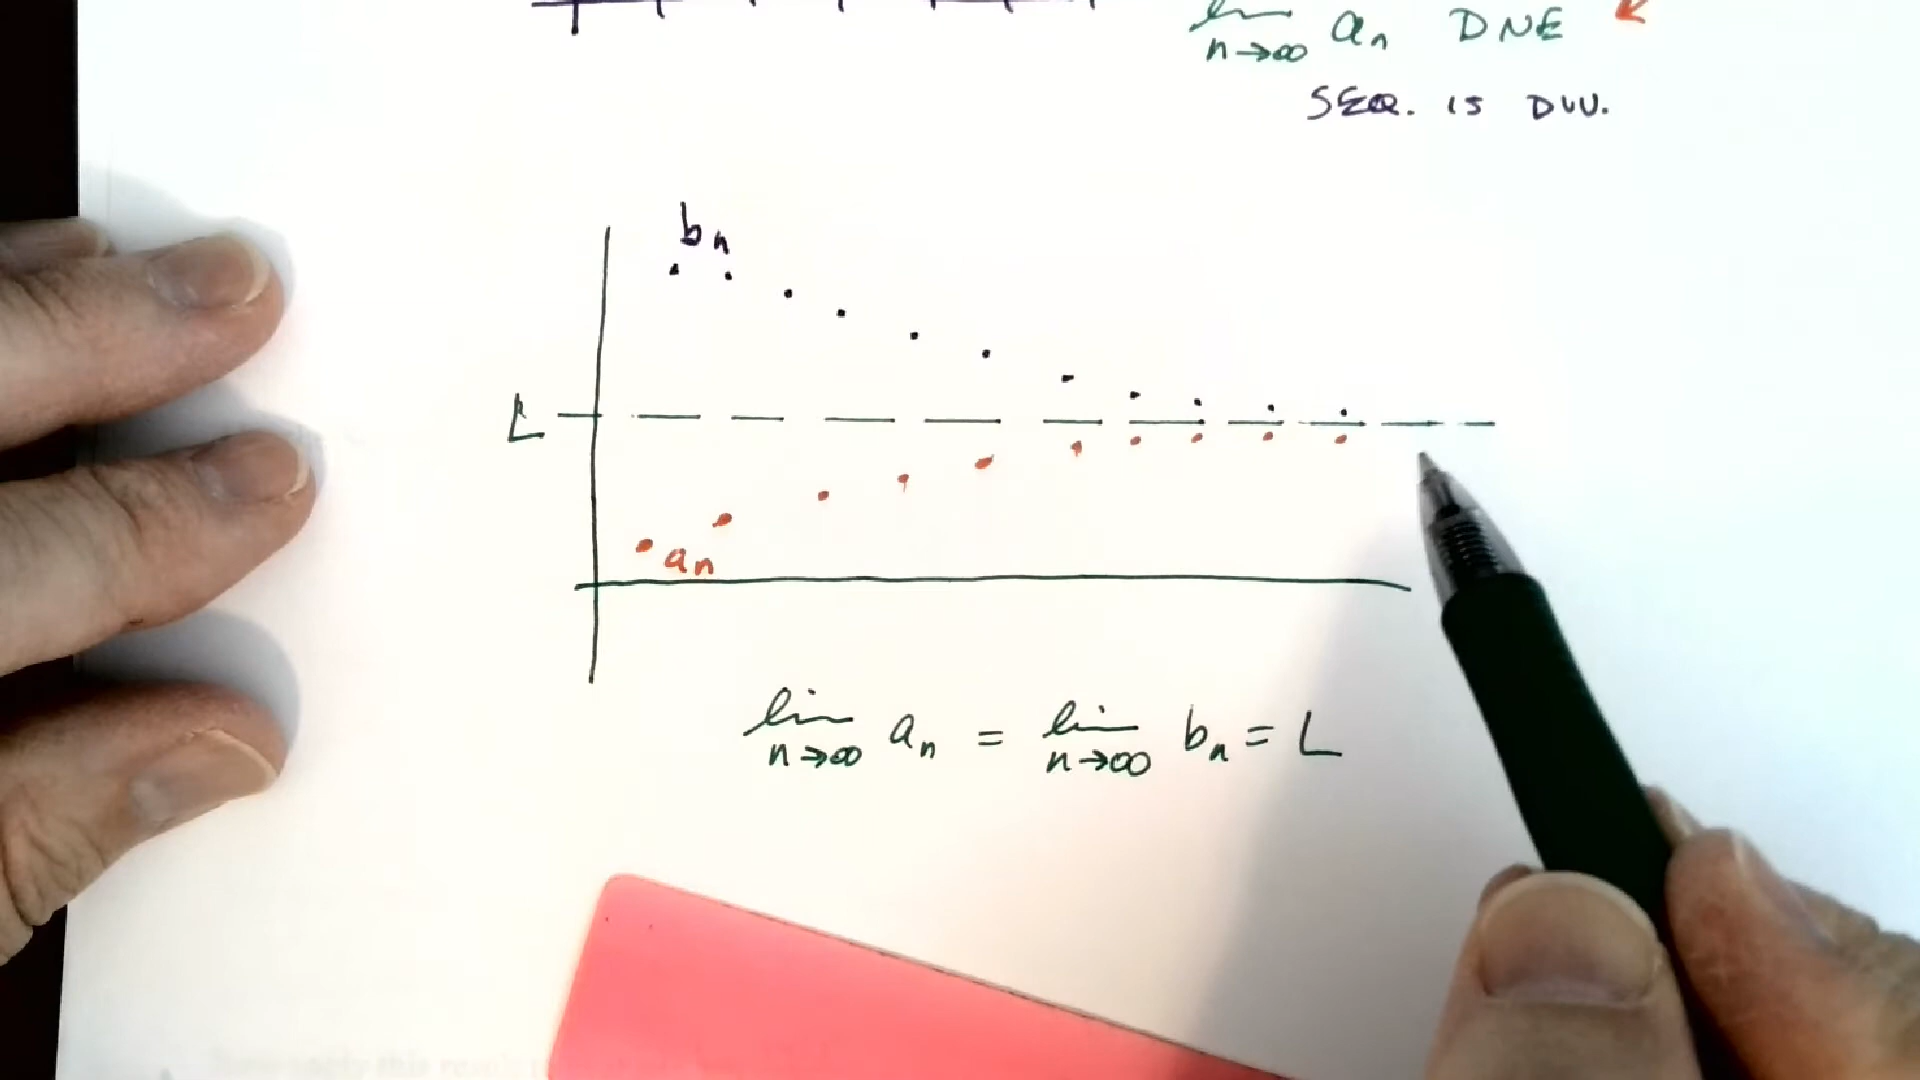 lim aₙ DNE
n→∞
SEQ. IS DIV.
bₙ
L
aₙ
lim aₙ = lim bₙ = L
n→∞ n→∞